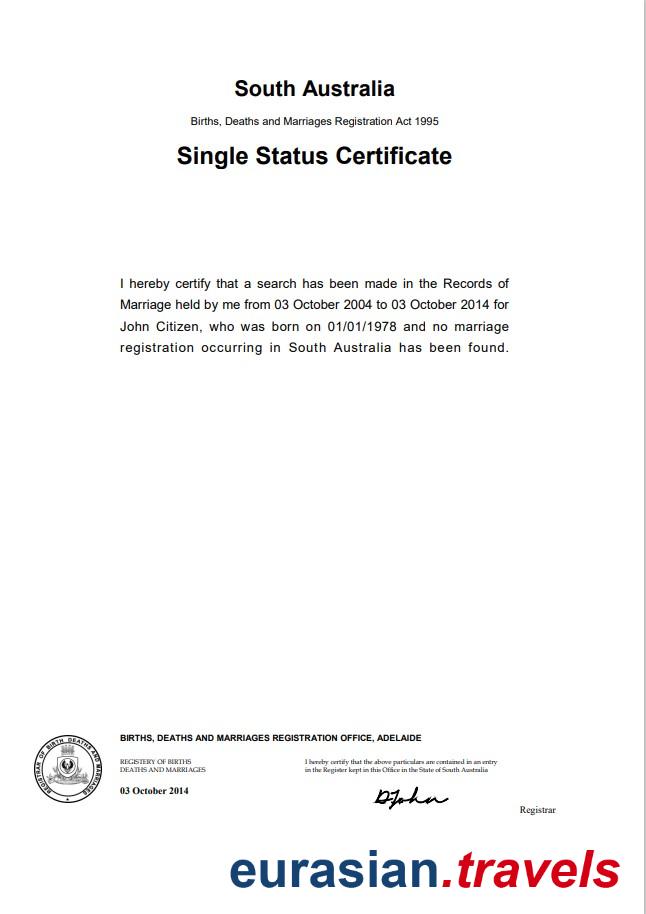 South Australia
Births, Deaths and Marriages Registration Act 1995
Single Status Certificate
I hereby certify that a search has been made in the Records of
Marriage held by me from 03 October 2004 to 03 October 2014 for
John Citizen, who was born on 01/01/1978 and no marriage
registration occurring in South Australia has been found.
BIRTHS, DEATHS AND MARRIAGES REGISTRATION OFFICE, ADELAIDE
REGISTERY OF BIRTHS
DEATHS AND MARRIAGES
I hereby certify that the above particulars are contained in an entry
in the Register kept in this Office in the State of South Australia
03 October 2014
D John
Registrar
REGISTRAR OF BIRTH DEATHS AND MARRIAGES
eurasian.travels